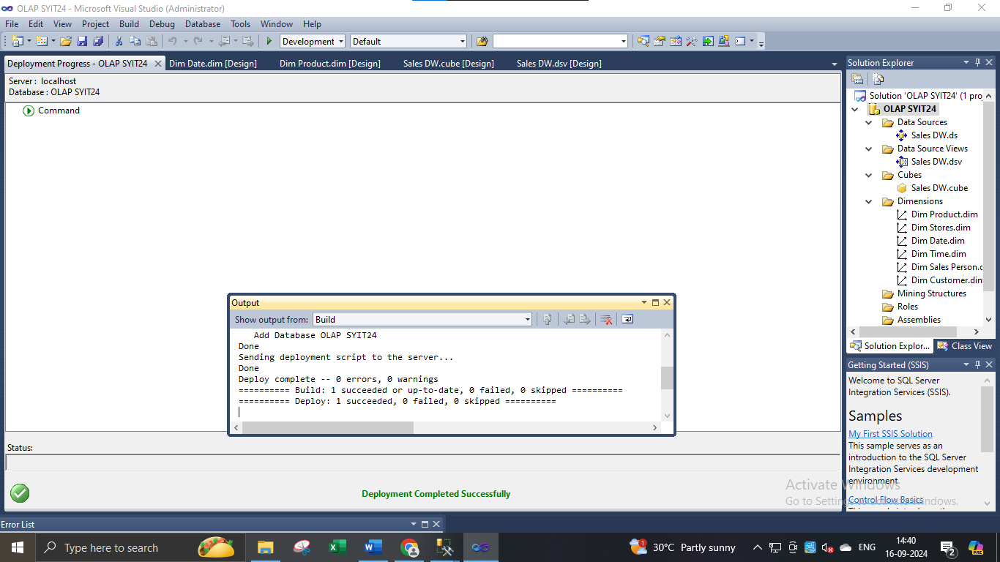 OLAP SYIT24 - Microsoft Visual Studio (Administrator)
File Edit View Project Build Debug Database Tools Window Help
Development Default
Deployment Progress - OLAP SYIT24 Dim Date.dim [Design] Dim Product.dim [Design] Sales DW.cube [Design] Sales DW.dsv [Design]
Server : localhost
Database : OLAP SYIT24
Command
Output
Show output from: Build
Add Database OLAP SYIT24
Done
Sending deployment script to the server...
Done
Deploy complete -- 0 errors, 0 warnings
========== Build: 1 succeeded or up-to-date, 0 failed, 0 skipped ==========
========== Deploy: 1 succeeded, 0 failed, 0 skipped ==========
Status:
Deployment Completed Successfully
Error List
Solution Explorer
Solution 'OLAP SYIT24' (1 pro
OLAP SYIT24
Data Sources
Sales DW.ds
Data Source Views
Sales DW.dsv
Cubes
Sales DW.cube
Dimensions
Dim Product.dim
Dim Stores.dim
Dim Date.dim
Dim Time.dim
Dim Sales Person.d
Dim Customer.dim
Mining Structures
Roles
Assemblies
Solution Explor... Class View
Getting Started (SSIS)
Welcome to SQL Server
Integration Services (SSIS).
Samples
My First SSIS Solution
This sample serves as an
introduction to the SQL Server
Integration Services development
environment.
Control Flow Basics
Activate Windows
Go to Settings to activate Windows.
Type here to search
30°C Partly sunny
ENG
14:40
16-09-2024
2
PRE